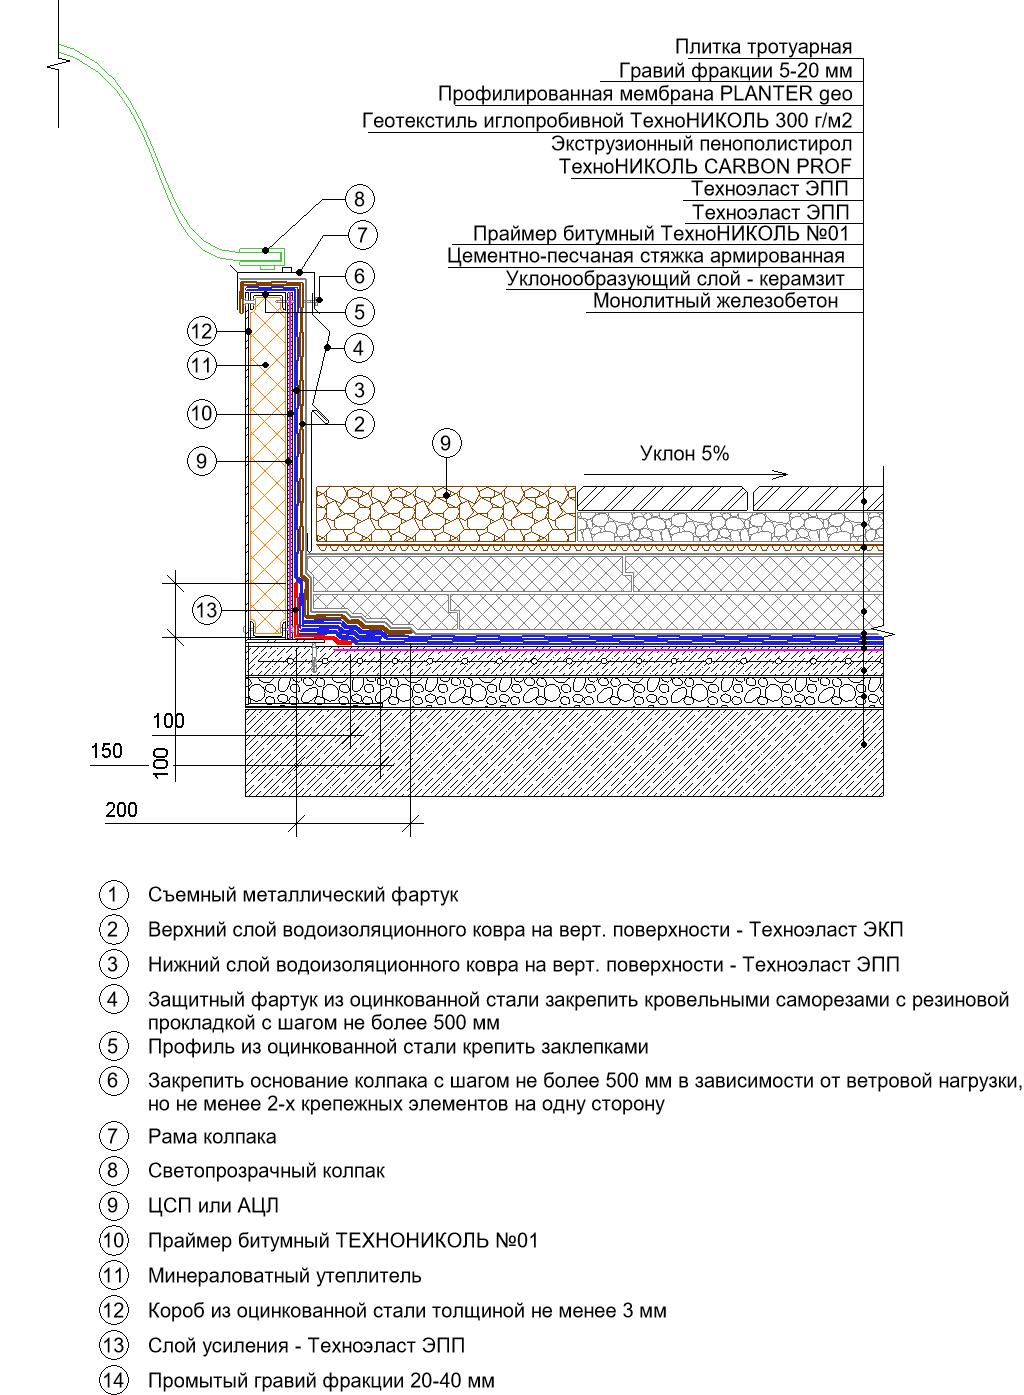 Плитка тротуарная
Гравий фракции 5-20 мм
Профилированная мембрана PLANTER geo
Геотекстиль иглопробивной ТехноНИКОЛЬ 300 г/м2
Экструзионный пенополистирол
ТехноНИКОЛЬ CARBON PROF
Техноэласт ЭПП
Техноэласт ЭПП
Праймер битумный ТехноНИКОЛЬ №01
Цементно-песчаная стяжка армированная
Уклонообразующий слой - керамзит
Монолитный железобетон
8
7
6
5
12
4
11
3
10
2
9
9
Уклон 5%
13
100
150
100
200
1 Съемный металлический фартук
2 Верхний слой водоизоляционного ковра на верт. поверхности - Техноэласт ЭКП
3 Нижний слой водоизоляционного ковра на верт. поверхности - Техноэласт ЭПП
4 Защитный фартук из оцинкованной стали закрепить кровельными саморезами с резиновой
прокладкой с шагом не более 500 мм
5 Профиль из оцинкованной стали крепить заклепками
6 Закрепить основание колпака с шагом не более 500 мм в зависимости от ветровой нагрузки,
но не менее 2-х крепежных элементов на одну сторону
7 Рама колпака
8 Светопрозрачный колпак
9 ЦСП или АЦЛ
10 Праймер битумный ТЕХНОНИКОЛЬ №01
11 Минераловатный утеплитель
12 Короб из оцинкованной стали толщиной не менее 3 мм
13 Слой усиления - Техноэласт ЭПП
14 Промытый гравий фракции 20-40 мм